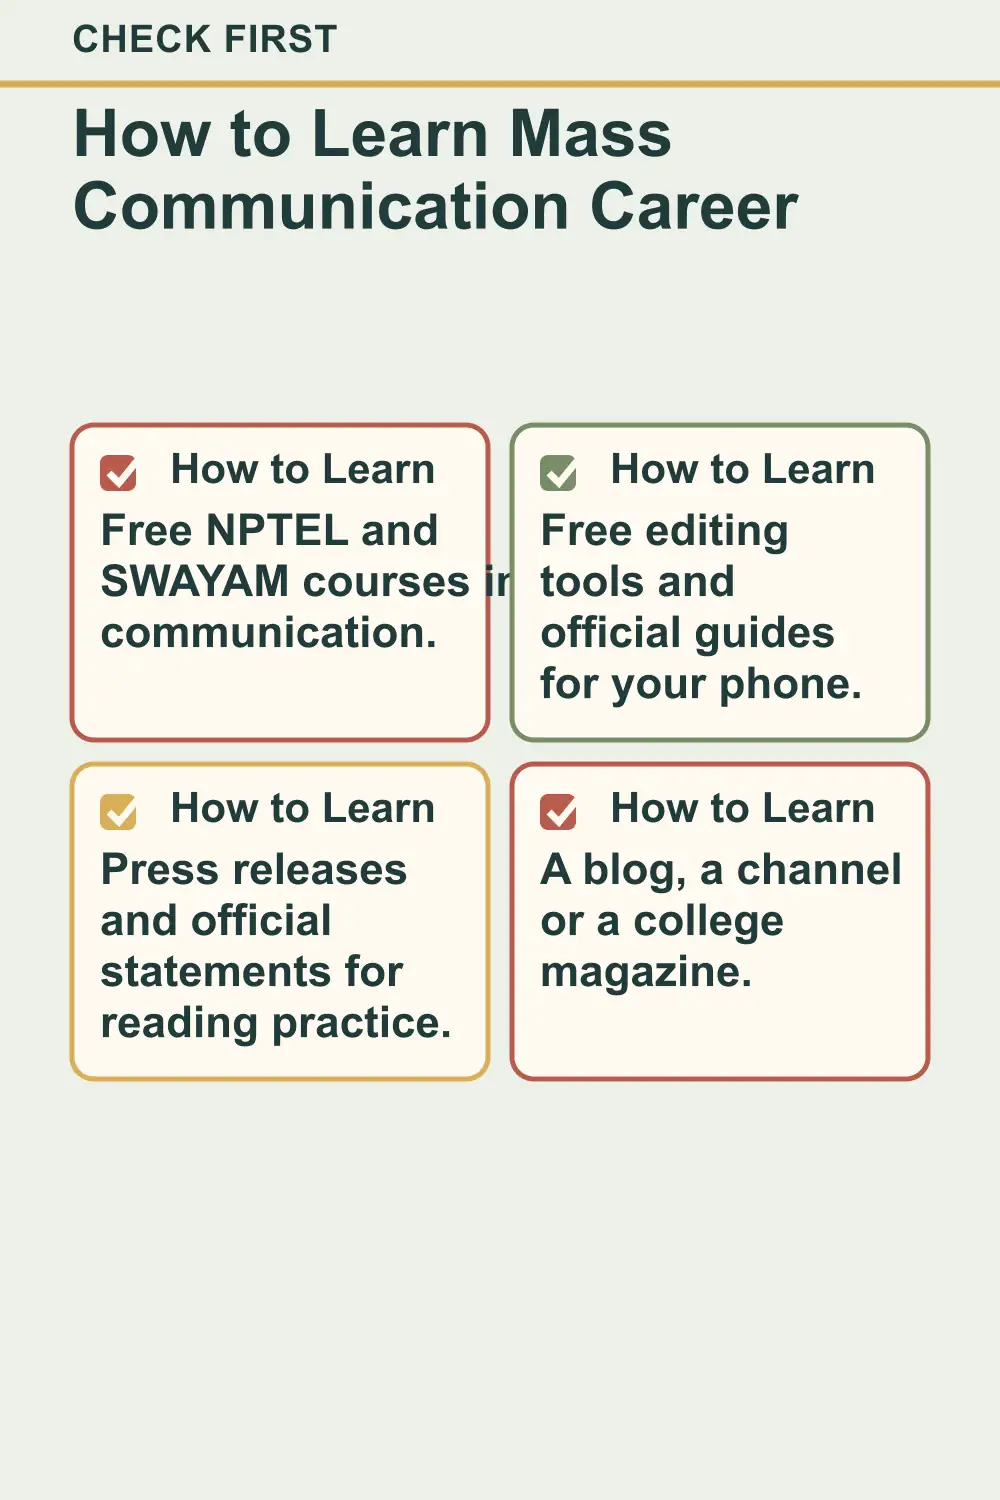 CHECK FIRST
How to Learn Mass
Communication Career
How to Learn
Free NPTEL and
SWAYAM courses in
communication.
How to Learn
Free editing
tools and
official guides
for your phone.
How to Learn
Press releases
and official
statements for
reading practice.
How to Learn
A blog, a channel
or a college
magazine.